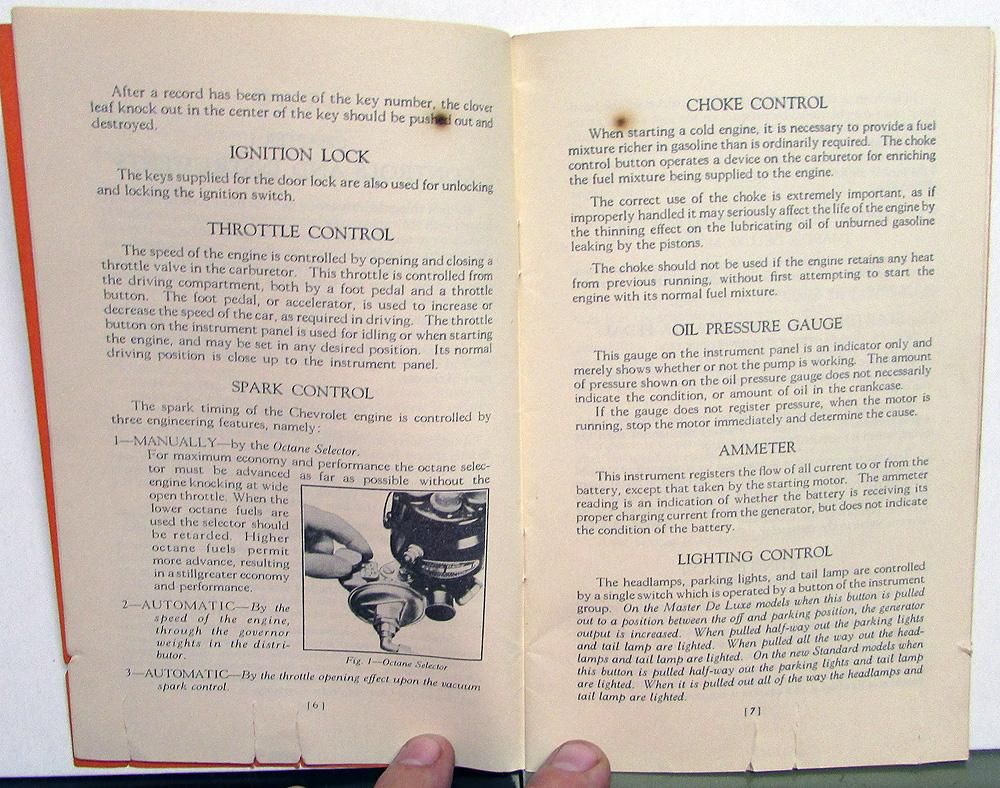 After a record has been made of the key number, the clover
leaf knock out in the center of the key should be pushed out and
destroyed.
IGNITION LOCK
The keys supplied for the door lock are also used for unlocking
and locking the ignition switch.
THROTTLE CONTROL
The speed of the engine is controlled by opening and closing a
throttle valve in the carburetor. This throttle is controlled from
the driving compartment, both by a foot pedal and a throttle
button. The foot pedal, or accelerator, is used to increase or
decrease the speed of the car, as required in driving. The throttle
button on the instrument panel is used for idling or when starting
the engine, and may be set in any desired position. Its normal
driving position is close up to the instrument panel.
SPARK CONTROL
The spark timing of the Chevrolet engine is controlled by
three engineering features, namely:
1—MANUALLY—by the Octane Selector.
For maximum economy and performance the octane selec-
tor must be advanced as far as possible without the
engine knocking at wide
open throttle. When the
lower octane fuels are
used the selector should
be retarded. Higher
octane fuels permit
more advance, resulting
in a stillgreater economy
and performance.
2—AUTOMATIC—By the
speed of the engine,
through the governor
weights in the distri-
butor.
Fig. 1—Octane Selector
3—AUTOMATIC—By the throttle opening effect upon the vacuum
spark control.
[6]
CHOKE CONTROL
When starting a cold engine, it is necessary to provide a fuel
mixture richer in gasoline than is ordinarily required. The choke
control button operates a device on the carburetor for enriching
the fuel mixture being supplied to the engine.
The correct use of the choke is extremely important, as if
improperly handled it may seriously affect the life of the engine by
the thinning effect on the lubricating oil of unburned gasoline
leaking by the pistons.
The choke should not be used if the engine retains any heat
from previous running, without first attempting to start the
engine with its normal fuel mixture.
OIL PRESSURE GAUGE
This gauge on the instrument panel is an indicator only and
merely shows whether or not the pump is working. The amount
of pressure shown on the oil pressure gauge does not necessarily
indicate the condition, or amount of oil in the crankcase.
If the gauge does not register pressure, when the motor is
running, stop the motor immediately and determine the cause.
AMMETER
This instrument registers the flow of all current to or from the
battery, except that taken by the starting motor. The ammeter
reading is an indication of whether the battery is receiving its
proper charging current from the generator, but does not indicate
the condition of the battery.
LIGHTING CONTROL
The headlamps, parking lights, and tail lamp are controlled
by a single switch which is operated by a button of the instrument
group. On the Master De Luxe models when this button is pulled
out to a position between the off and parking position, the generator
output is increased. When pulled half-way out the parking lights
and tail lamp are lighted. When pulled all the way out the head-
lamps and tail lamp are lighted. On the new Standard models when
this button is pulled half-way out the parking lights and tail lamp
are lighted. When it is pulled out all of the way the headlamps and
tail lamp are lighted.
[7]